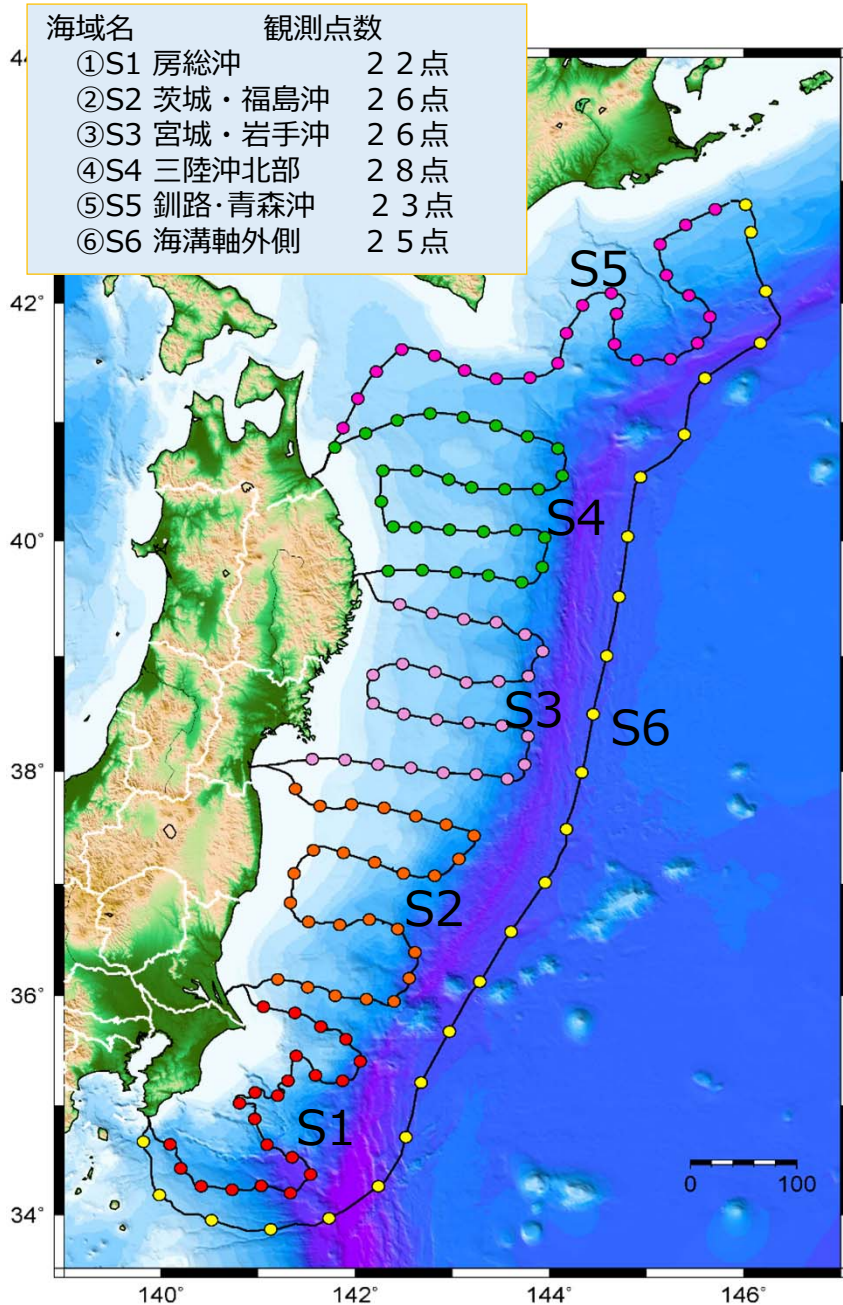 海域名 観測点数
①S1 房総沖 22点
②S2 茨城・福島沖 26点
③S3 宮城・岩手沖 26点
④S4 三陸沖北部 28点
⑤S5 釧路･青森沖 23点
⑥S6 海溝軸外側 25点
44
S5
42°
S4
40°
S3
S6
38°
S2
36°
S1
0 100
34°
140° 142° 144° 146°